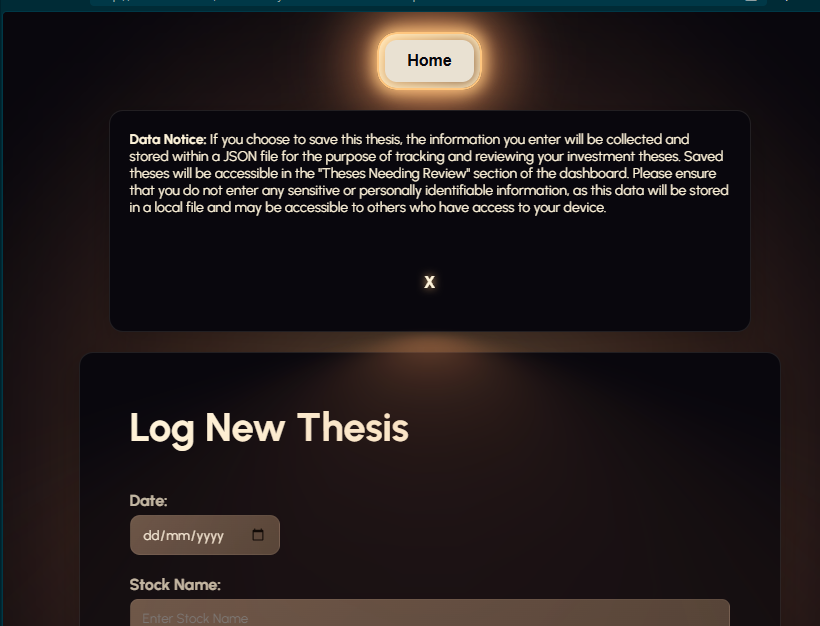 Home
Data Notice: If you choose to save this thesis, the information you enter will be collected and
stored within a JSON file for the purpose of tracking and reviewing your investment theses. Saved
theses will be accessible in the "Theses Needing Review" section of the dashboard. Please ensure
that you do not enter any sensitive or personally identifiable information, as this data will be stored
in a local file and may be accessible to others who have access to your device.
X
Log New Thesis
Date:
dd/mm/yyyy
Stock Name:
Enter Stock Name